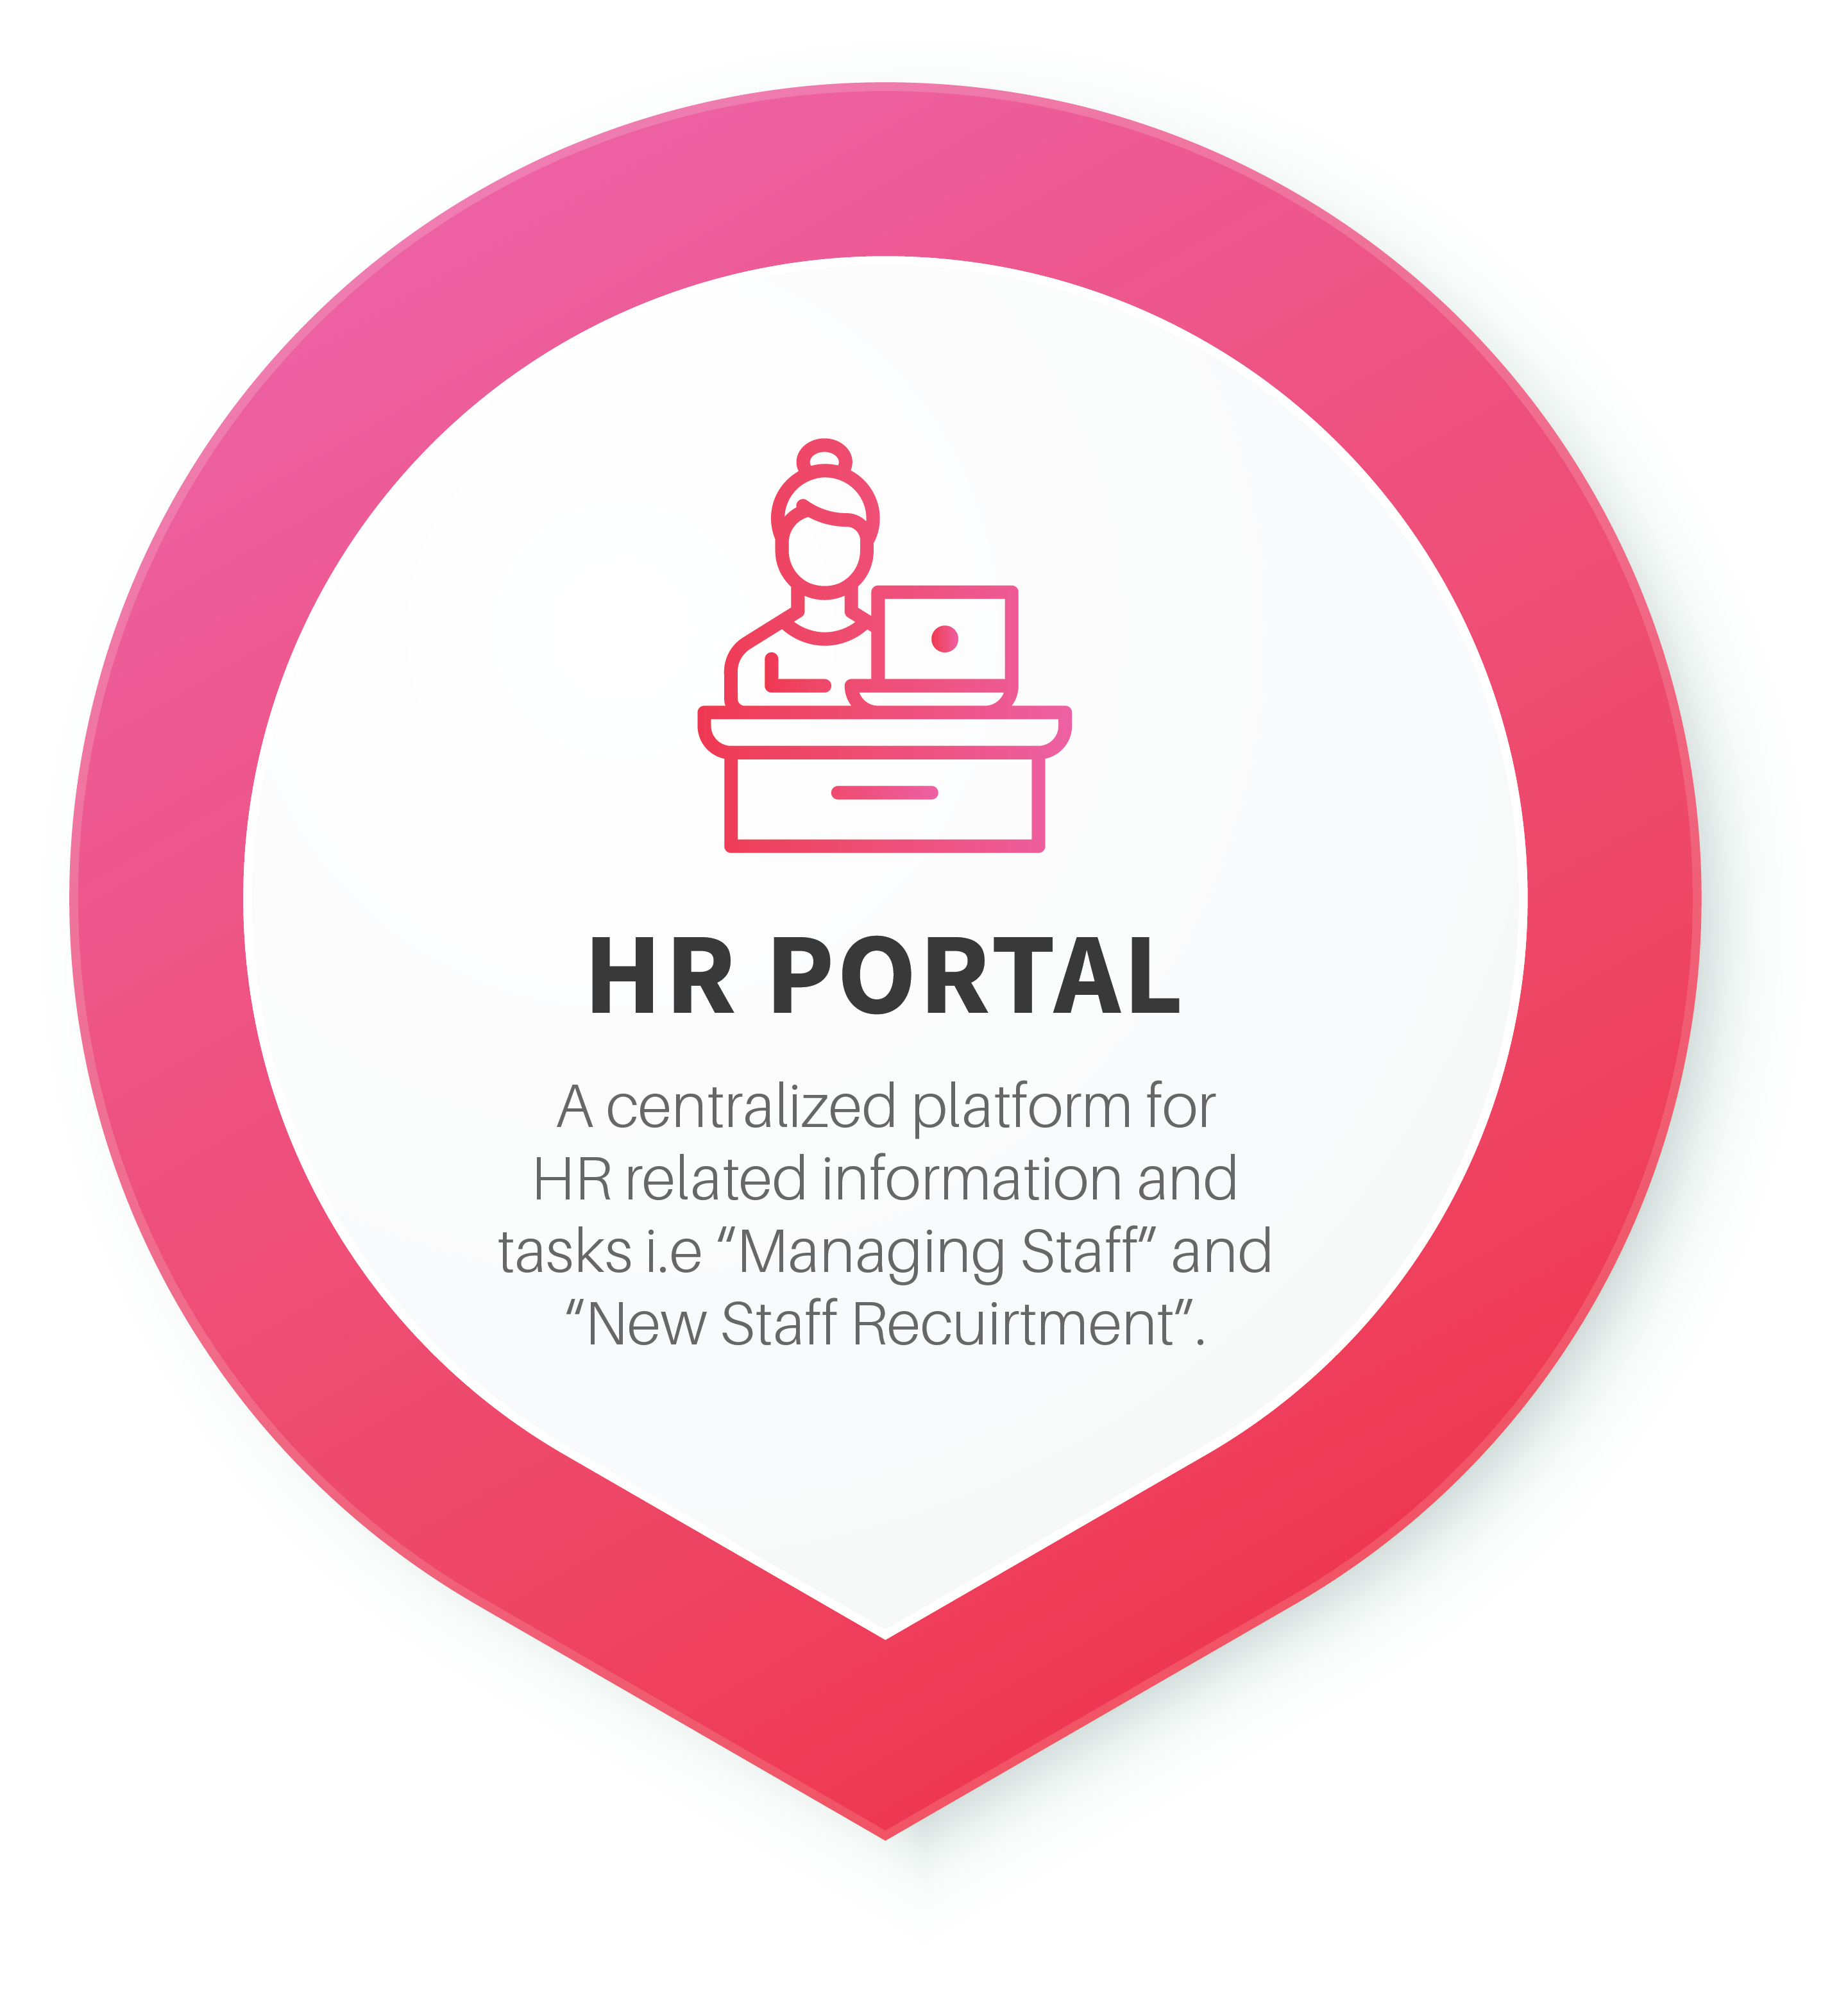 HR PORTAL
A centralized platform for
HR related information and
tasks i.e “Managing Staff” and
“New Staff Recuirtment”.